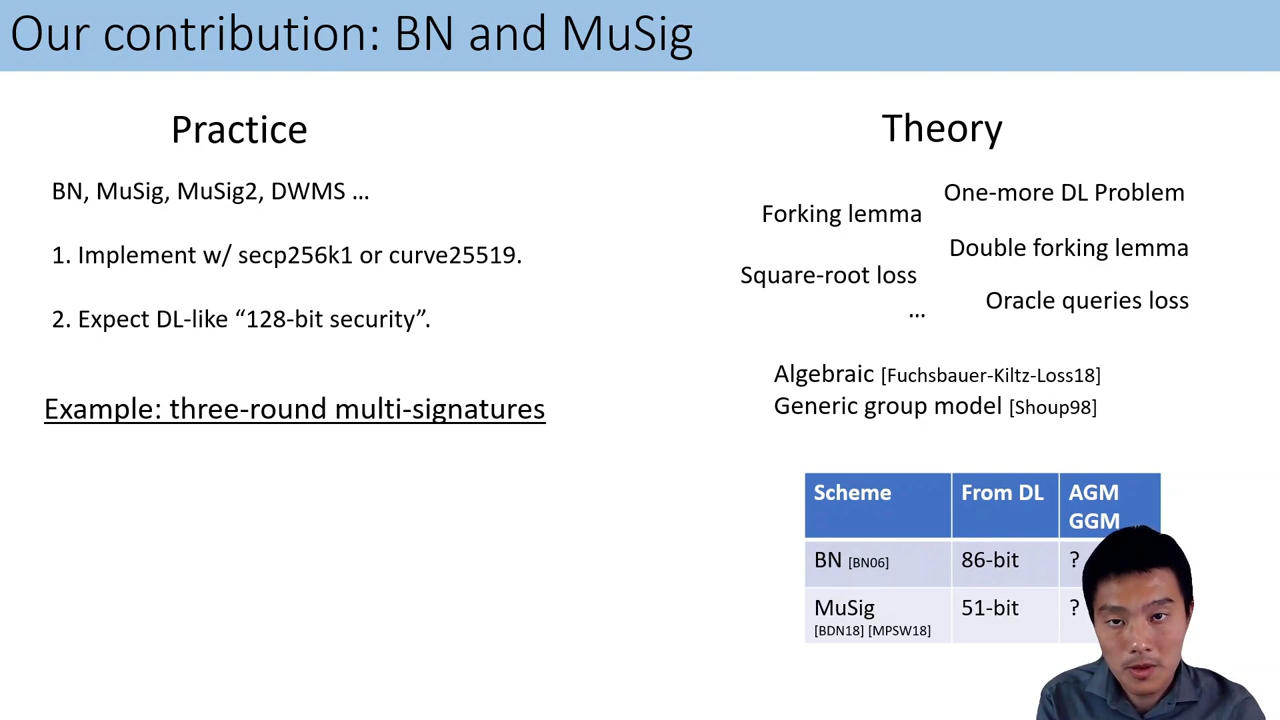 Our contribution: BN and MuSig
Practice
BN, MuSig, MuSig2, DWMS ...
1. Implement w/ secp256k1 or curve25519.
2. Expect DL-like “128-bit security”.
Example: three-round multi-signatures
Theory
One-more DL Problem
Forking lemma
Double forking lemma
Square-root loss
Oracle queries loss
...
Algebraic [Fuchsbauer-Kiltz-Loss18]
Generic group model [Shoup98]
Scheme From DL AGM
GGM
BN [BN06] 86-bit ?
MuSig 51-bit ?
[BDN18] [MPSW18]